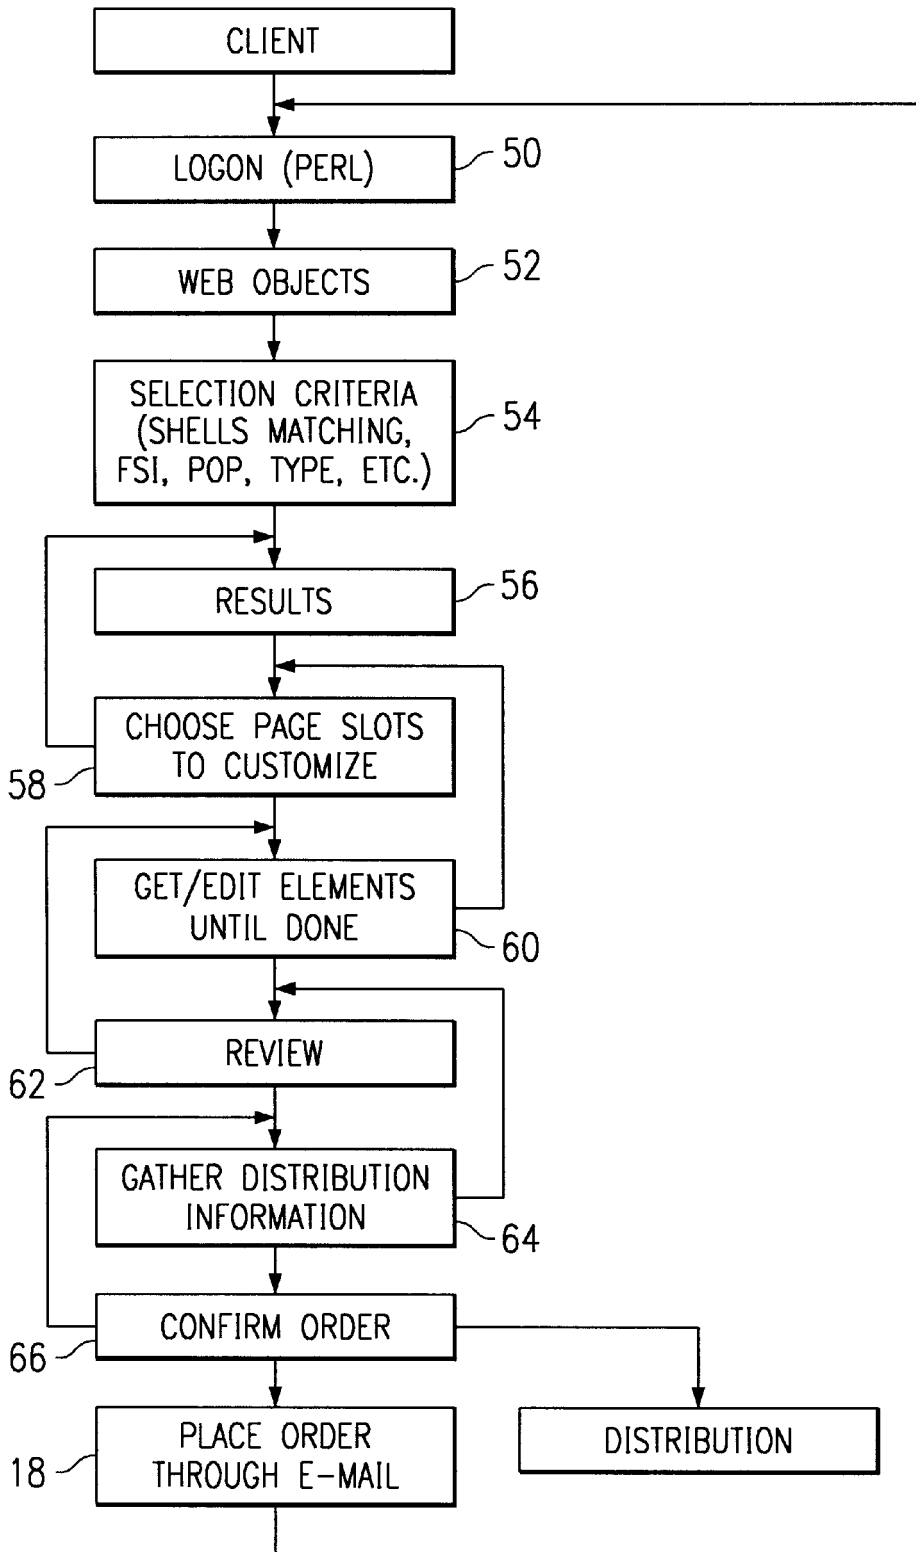 CLIENT
LOGON (PERL)
50
WEB OBJECTS
52
SELECTION CRITERIA
(SHELLS MATCHING,
FSI, POP, TYPE, ETC.)
54
RESULTS
56
CHOOSE PAGE SLOTS
TO CUSTOMIZE
58
GET/EDIT ELEMENTS
UNTIL DONE
60
REVIEW
62
GATHER DISTRIBUTION
INFORMATION
64
CONFIRM ORDER
66
PLACE ORDER
THROUGH E-MAIL
18
DISTRIBUTION